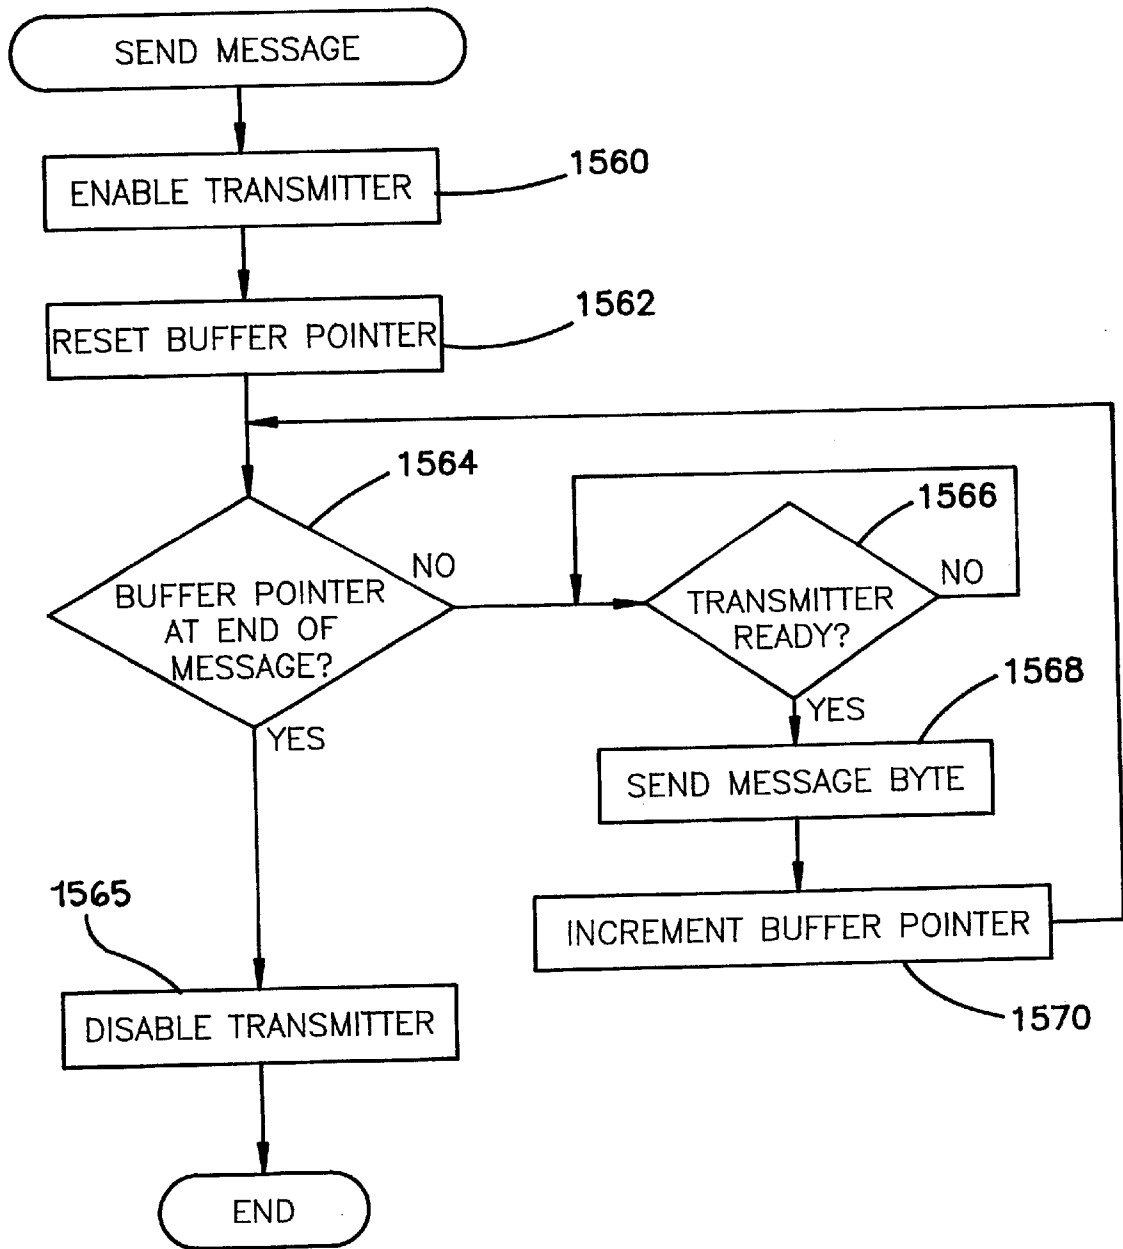 SEND MESSAGE
ENABLE TRANSMITTER
1560
RESET BUFFER POINTER
1562
1564
BUFFER POINTER
AT END OF
MESSAGE?
NO
YES
1566
TRANSMITTER
READY?
NO
YES
1568
SEND MESSAGE BYTE
INCREMENT BUFFER POINTER
1570
1565
DISABLE TRANSMITTER
END